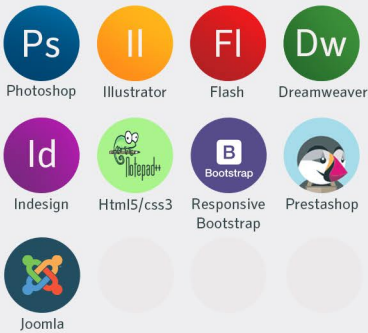 Ps Il Fl Dw
Photoshop Illustrator Flash Dreamweaver
Id Notepad++ B Bootstrap
Indesign Html5/css3 Responsive Bootstrap Prestashop
Joomla